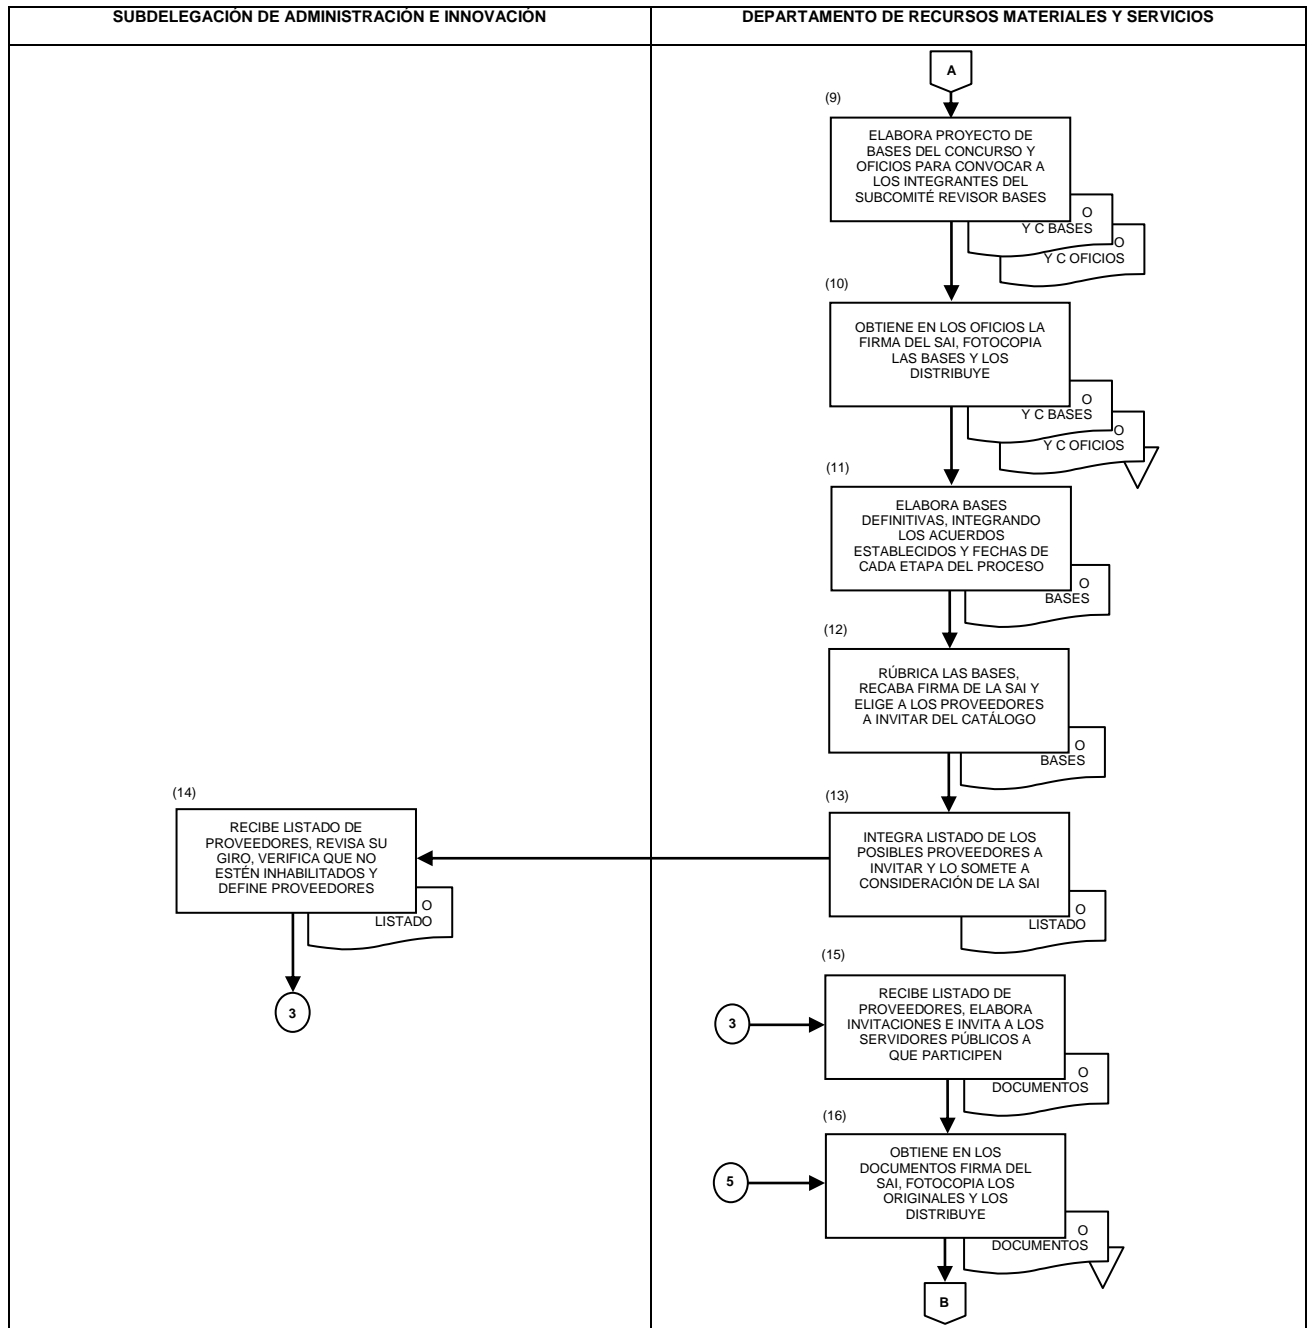 SUBDELEGACIÓN DE ADMINISTRACIÓN E INNOVACIÓN
DEPARTAMENTO DE RECURSOS MATERIALES Y SERVICIOS
A
(9)
ELABORA PROYECTO DE
BASES DEL CONCURSO Y
OFICIOS PARA CONVOCAR A
LOS INTEGRANTES DEL
SUBCOMITÉ REVISOR BASES
O
Y C BASES
O
Y C OFICIOS
(10)
OBTIENE EN LOS OFICIOS LA
FIRMA DEL SAI, FOTOCOPIA
LAS BASES Y LOS
DISTRIBUYE
O
Y C BASES
O
Y C OFICIOS
(11)
ELABORA BASES
DEFINITIVAS, INTEGRANDO
LOS ACUERDOS
ESTABLECIDOS Y FECHAS DE
CADA ETAPA DEL PROCESO
O
BASES
(12)
RÚBRICA LAS BASES,
RECABA FIRMA DE LA SAI Y
ELIGE A LOS PROVEEDORES
A INVITAR DEL CATÁLOGO
O
BASES
(13)
INTEGRA LISTADO DE LOS
POSIBLES PROVEEDORES A
INVITAR Y LO SOMETE A
CONSIDERACIÓN DE LA SAI
O
LISTADO
(14)
RECIBE LISTADO DE
PROVEEDORES, REVISA SU
GIRO, VERIFICA QUE NO
ESTÉN INHABILITADOS Y
DEFINE PROVEEDORES
O
LISTADO
3
(15)
3
RECIBE LISTADO DE
PROVEEDORES, ELABORA
INVITACIONES E INVITA A LOS
SERVIDORES PÚBLICOS A
QUE PARTICIPEN
O
DOCUMENTOS
(16)
5
OBTIENE EN LOS
DOCUMENTOS FIRMA DEL
SAI, FOTOCOPIA LOS
ORIGINALES Y LOS
DISTRIBUYE
O
DOCUMENTOS
B